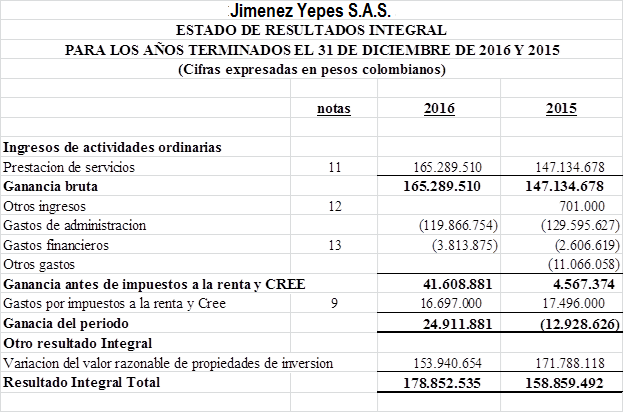 Jimenez Yepes S.A.S.
ESTADO DE RESULTADOS INTEGRAL
PARA LOS AÑOS TERMINADOS EL 31 DE DICIEMBRE DE 2016 Y 2015
(Cifras expresadas en pesos colombianos)
notas 2016 2015
Ingresos de actividades ordinarias
Prestacion de servicios 11 165.289.510 147.134.678
Ganancia bruta 165.289.510 147.134.678
Otros ingresos 12 701.000
Gastos de administracion (119.866.754) (129.595.627)
Gastos financieros 13 (3.813.875) (2.606.619)
Otros gastos (11.066.058)
Ganancia antes de impuestos a la renta y CREE 41.608.881 4.567.374
Gastos por impuestos a la renta y Cree 9 16.697.000 17.496.000
Ganacia del periodo 24.911.881 (12.928.626)
Otro resultado Integral
Variacion del valor razonable de propiedades de inversion 153.940.654 171.788.118
Resultado Integral Total 178.852.535 158.859.492